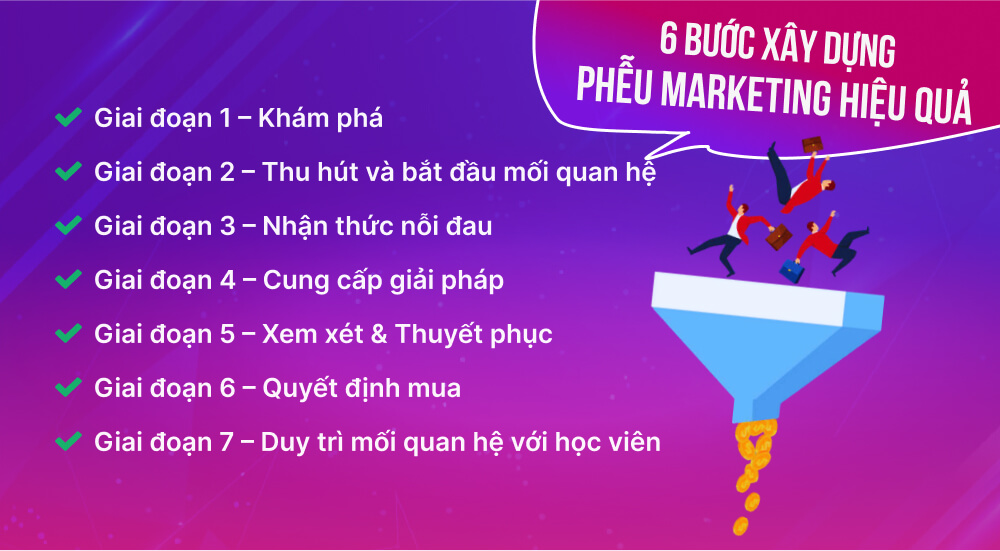 6 BƯỚC XÂY DỰNG
PHỄU MARKETING HIỆU QUẢ
Giai đoạn 1 – Khám phá
Giai đoạn 2 – Thu hút và bắt đầu mối quan hệ
Giai đoạn 3 – Nhận thức nỗi đau
Giai đoạn 4 – Cung cấp giải pháp
Giai đoạn 5 – Xem xét & Thuyết phục
Giai đoạn 6 – Quyết định mua
Giai đoạn 7 – Duy trì mối quan hệ với học viên